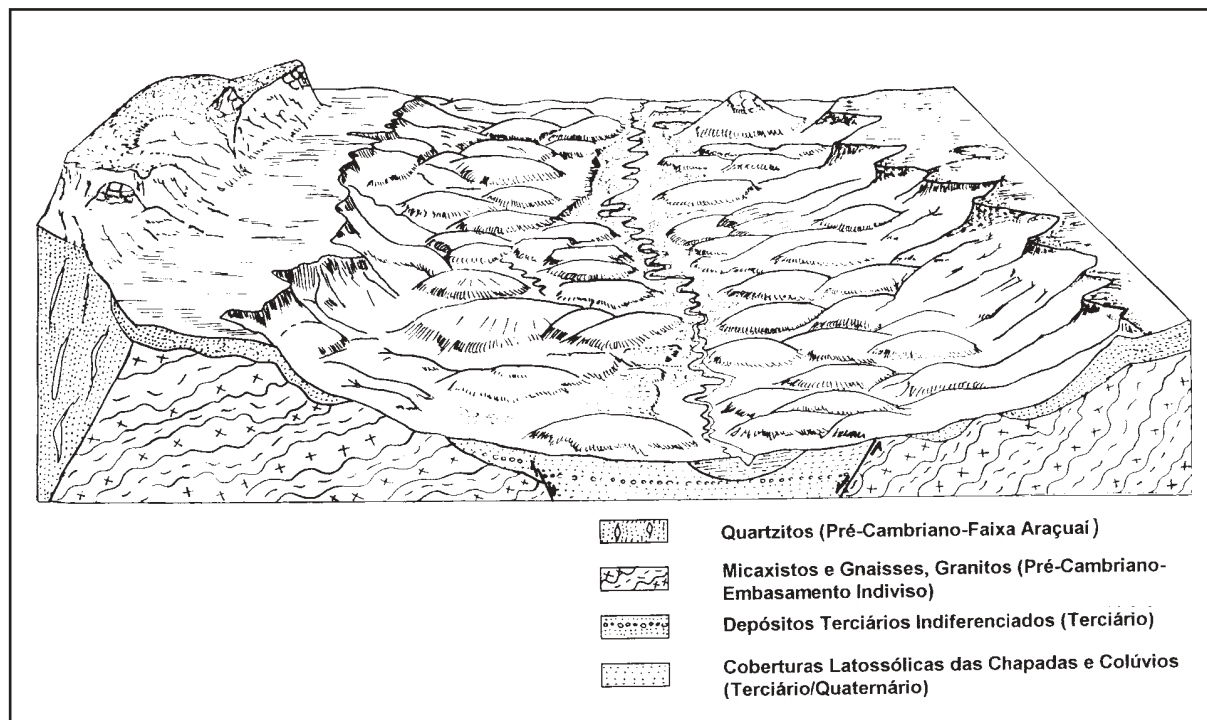 Quartzitos (Pré-Cambriano-Faixa Araçuaí)
Micaxistos e Gnaisses, Granitos (Pré-Cambriano-
Embasamento Indiviso)
Depósitos Terciários Indiferenciados (Terciário)
Coberturas Latossólicas das Chapadas e Colúvios
(Terciário/Quaternário)